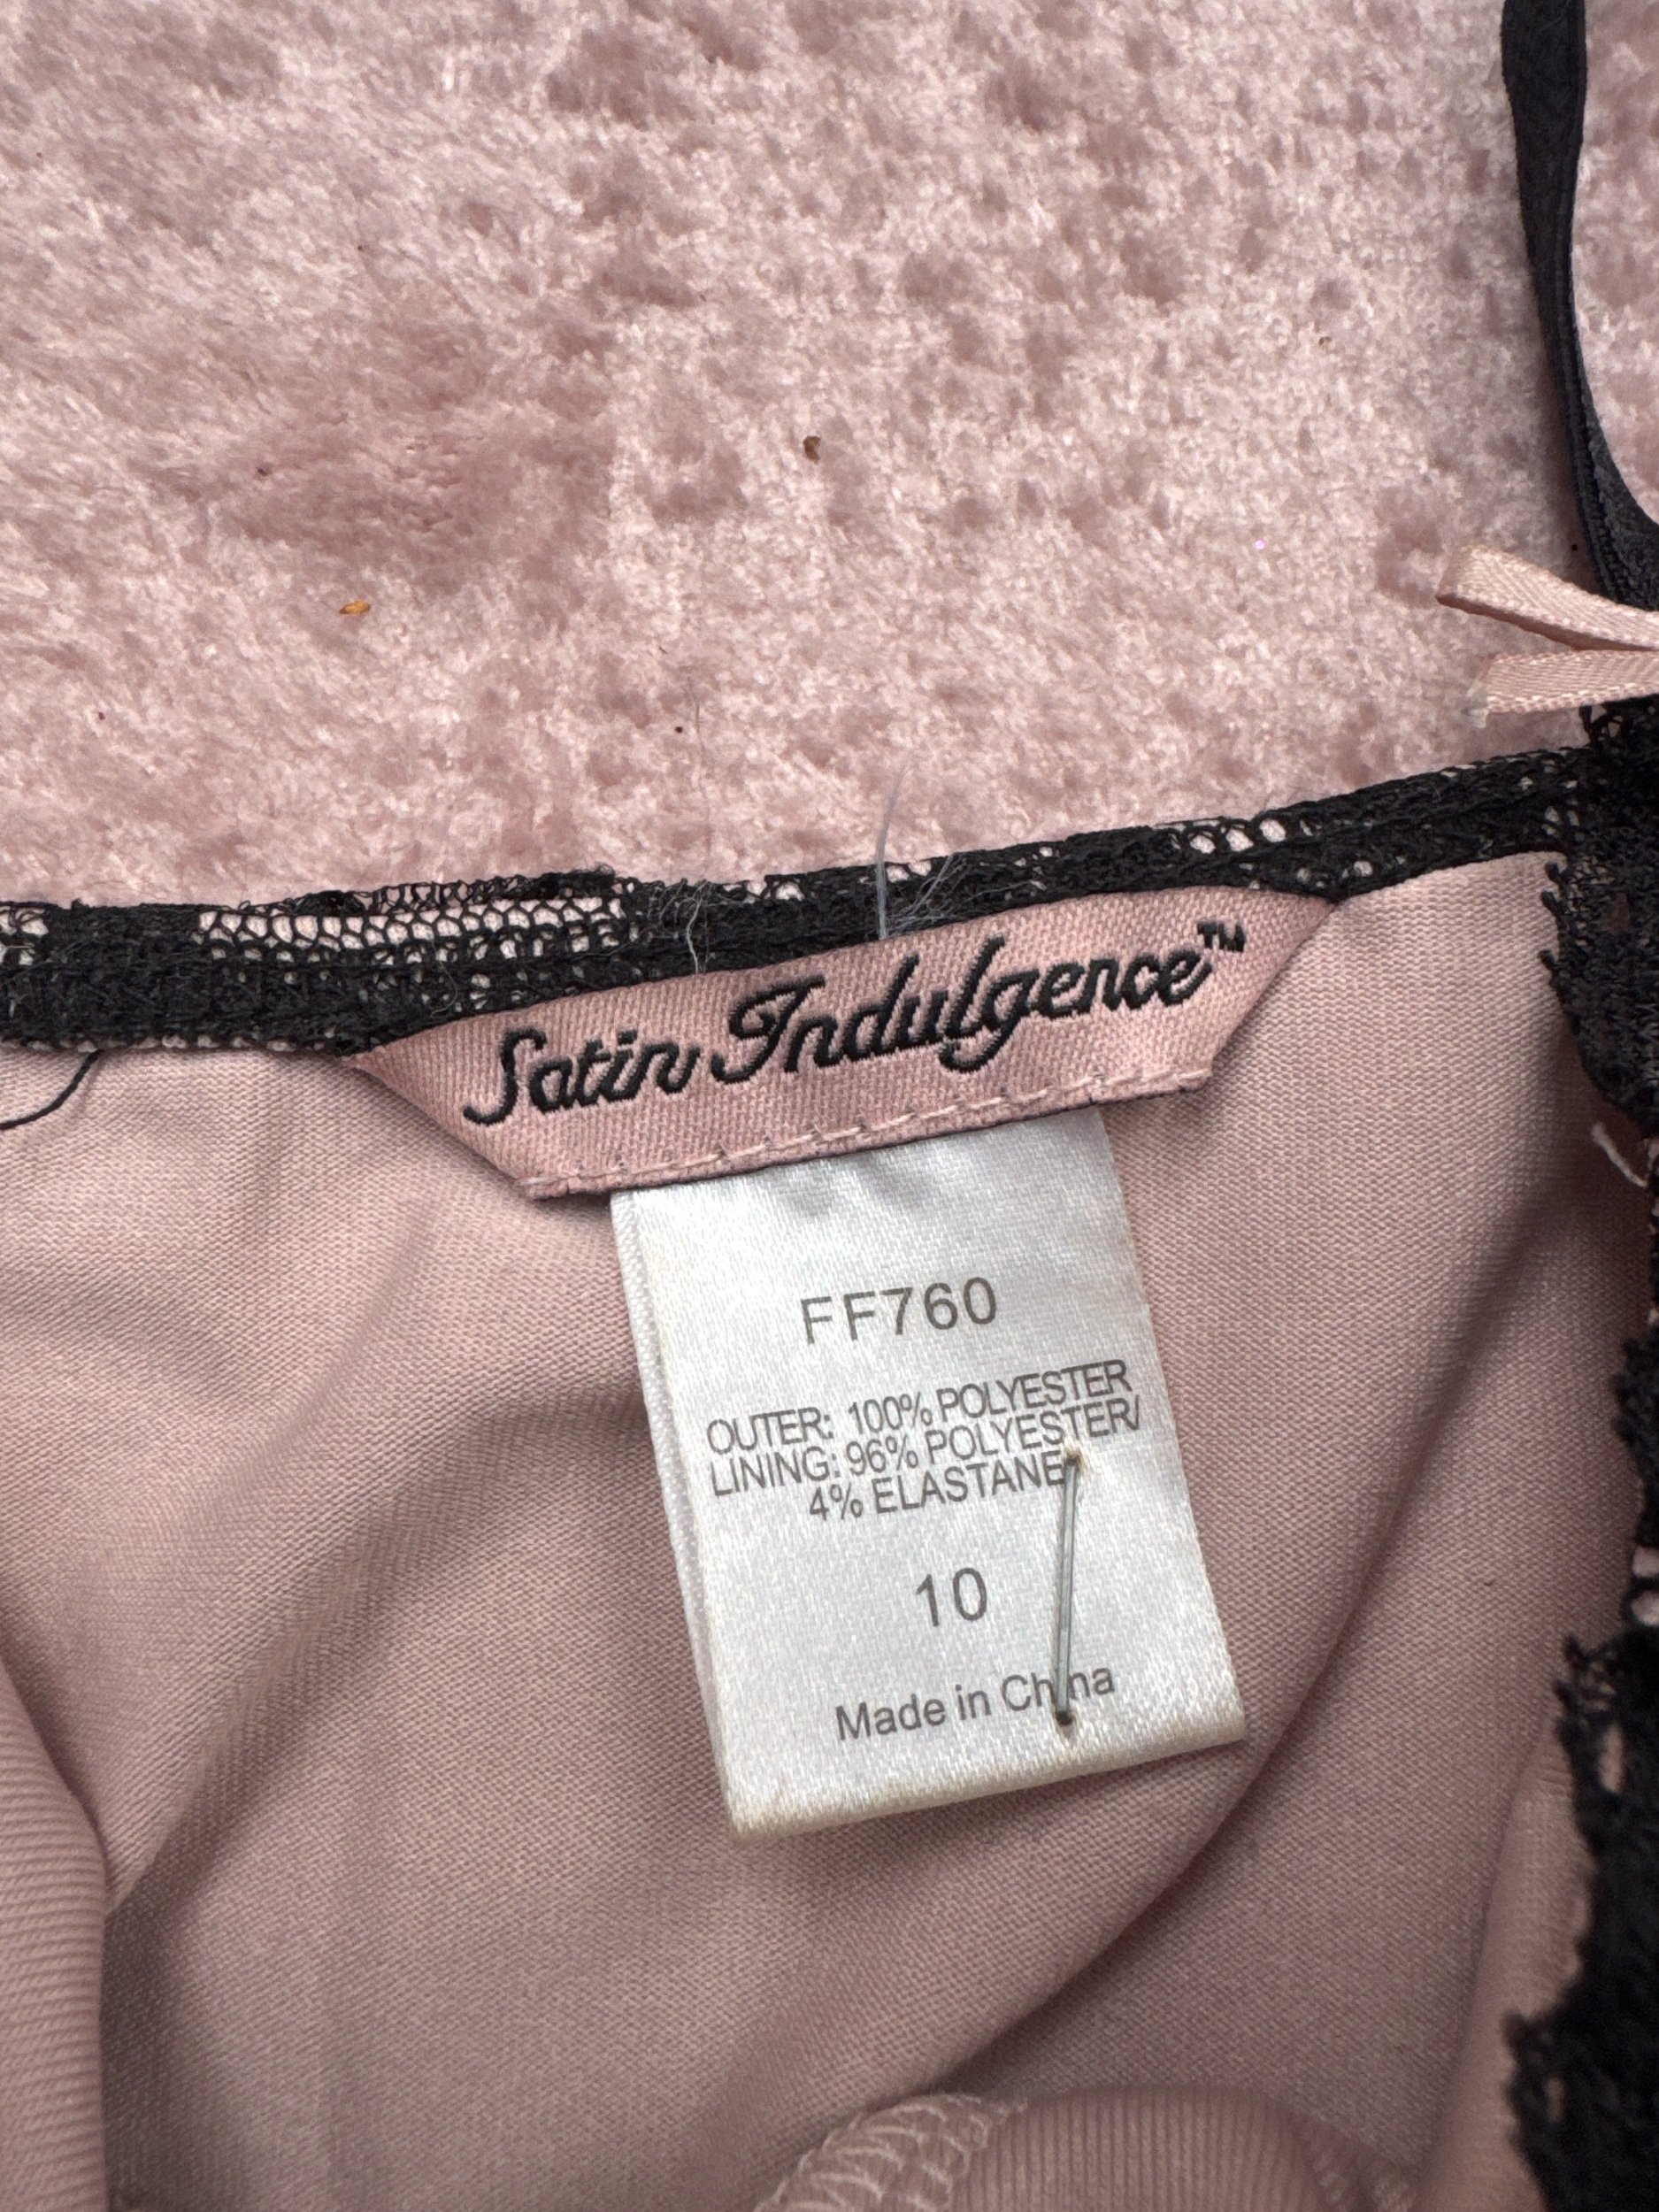 Satin Indulgence™
FF760
OUTER: 100% POLYESTER
LINING: 96% POLYESTER/
4% ELASTANE
10
Made in China